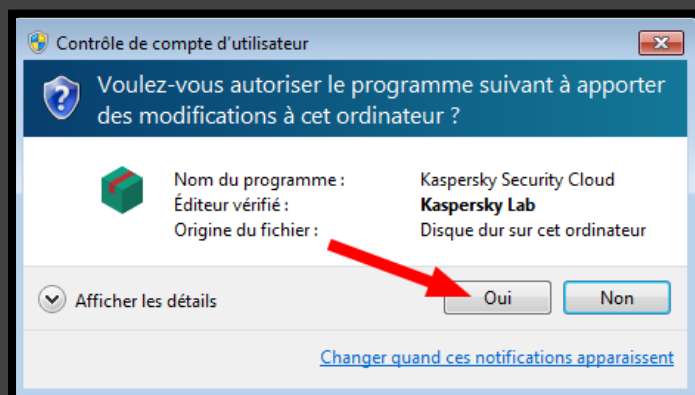 Contrôle de compte d'utilisateur
Voulez-vous autoriser le programme suivant à apporter
des modifications à cet ordinateur ?
Nom du programme : Kaspersky Security Cloud
Éditeur vérifié : Kaspersky Lab
Origine du fichier : Disque dur sur cet ordinateur
Afficher les détails Oui Non
Changer quand ces notifications apparaissent